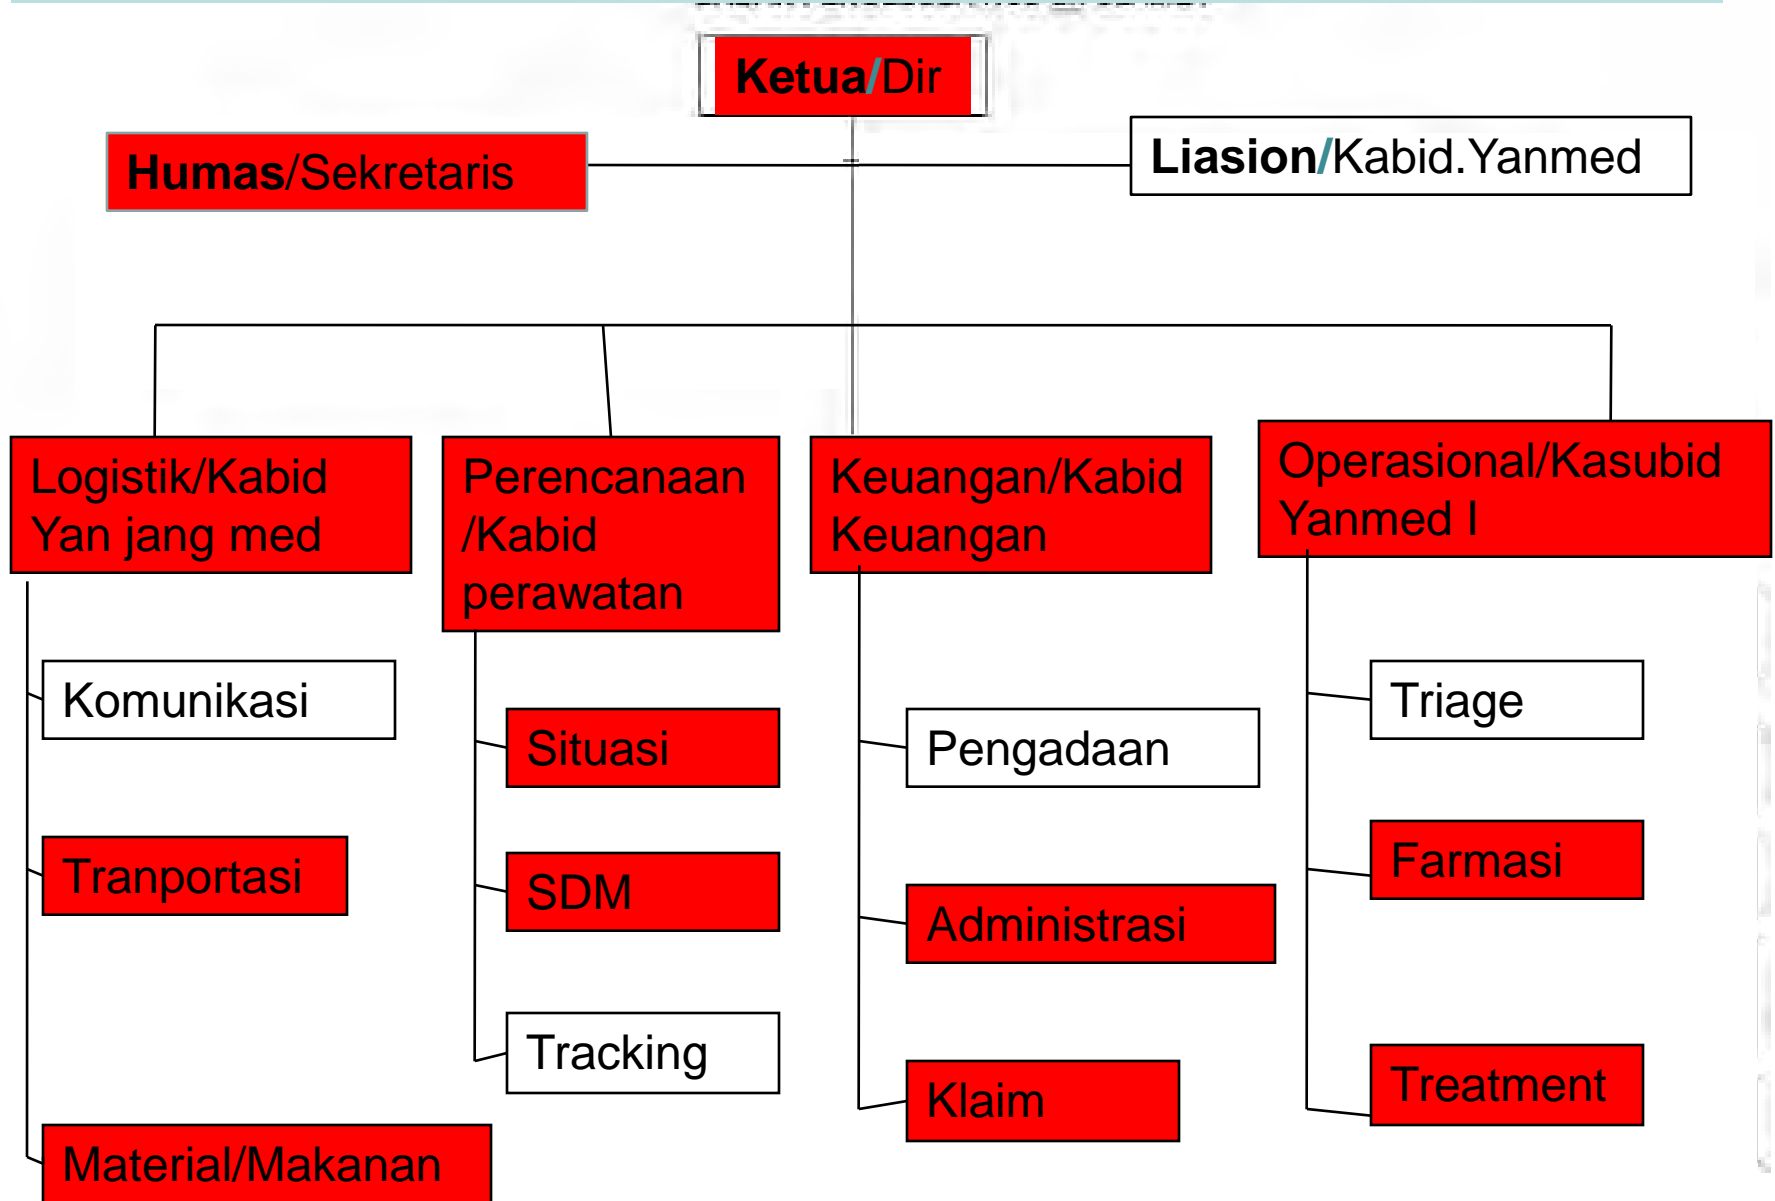 Ketua/Dir
Humas/Sekretaris
Liasion/Kabid.Yanmed
Logistik/Kabid
Yan jang med
Perencanaan
/Kabid
perawatan
Keuangan/Kabid
Keuangan
Operasional/Kasubid
Yanmed I
Komunikasi
Tranportasi
Material/Makanan
Situasi
SDM
Tracking
Pengadaan
Administrasi
Klaim
Triage
Farmasi
Treatment